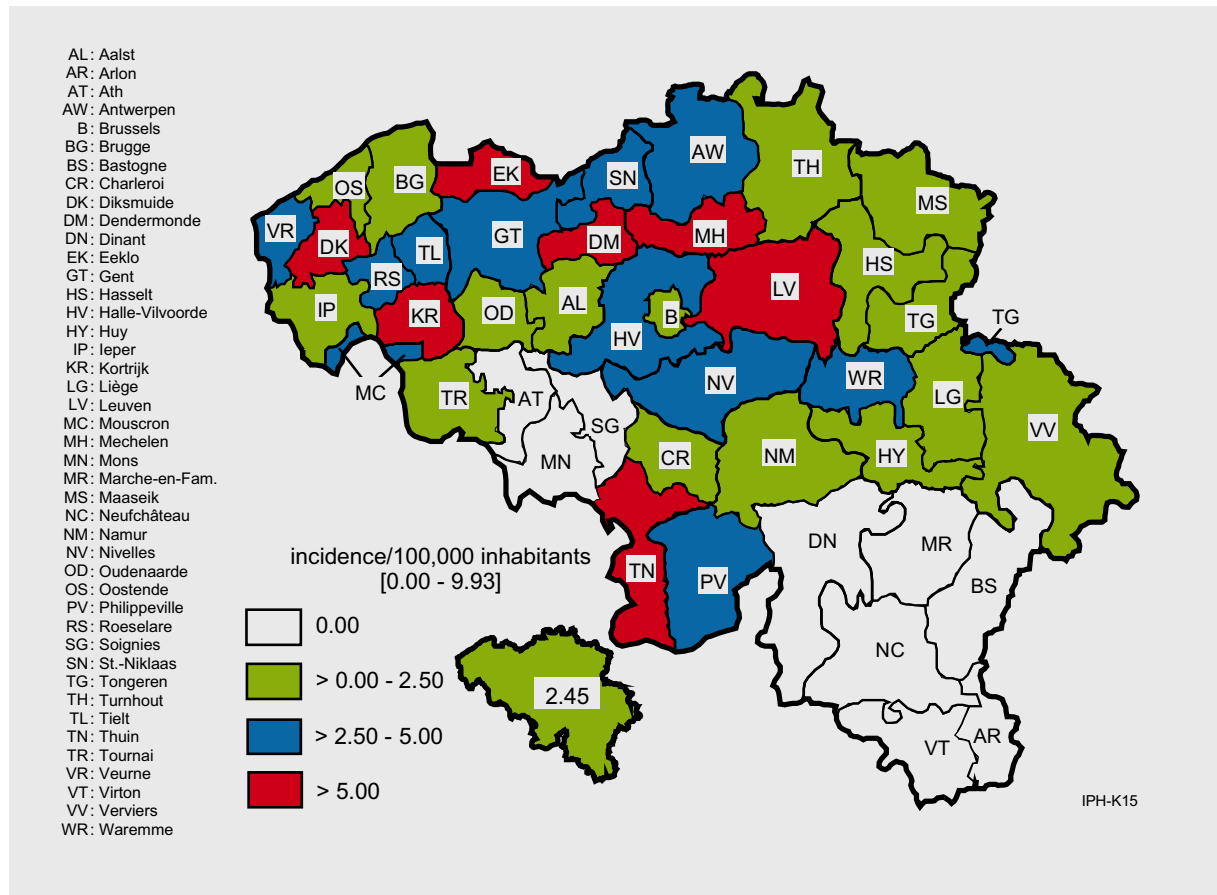 AL: Aalst
AR: Arlon
AT: Ath
AW: Antwerpen
B: Brussels
BG: Brugge
BS: Bastogne
CR: Charleroi
DK: Diksmuide
DM: Dendermonde
DN: Dinant
EK: Eeklo
GT: Gent
HS: Hasselt
HV: Halle-Vilvoorde
HY: Huy
IP: Ieper
KR: Kortrijk
LG: Liège
LV: Leuven
MC: Mouscron
MH: Mechelen
MN: Mons
MR: Marche-en-Fam.
MS: Maaseik
NC: Neufchâteau
NM: Namur
NV: Nivelles
OD: Oudenaarde
OS: Oostende
PV: Philippeville
RS: Roeselare
SG: Soignies
SN: St.-Niklaas
TG: Tongeren
TH: Turnhout
TL: Tielt
TN: Thuin
TR: Tournai
VR: Veurne
VT: Virton
VV: Verviers
WR: Waremme
AW
TH
EK
SN
BG
OS
MS
VR
DK
TL
GT
DM
MH
HS
RS
LV
IP
KR
OD
AL
B
TG
TG
HV
MC
TR
AT
NV
WR
LG
SG
VV
MN
CR
NM
HY
DN
MR
TN
PV
BS
NC
VT
AR
incidence/100,000 inhabitants
[0.00 - 9.93]
0.00
> 0.00 - 2.50
> 2.50 - 5.00
> 5.00
2.45
IPH-K15